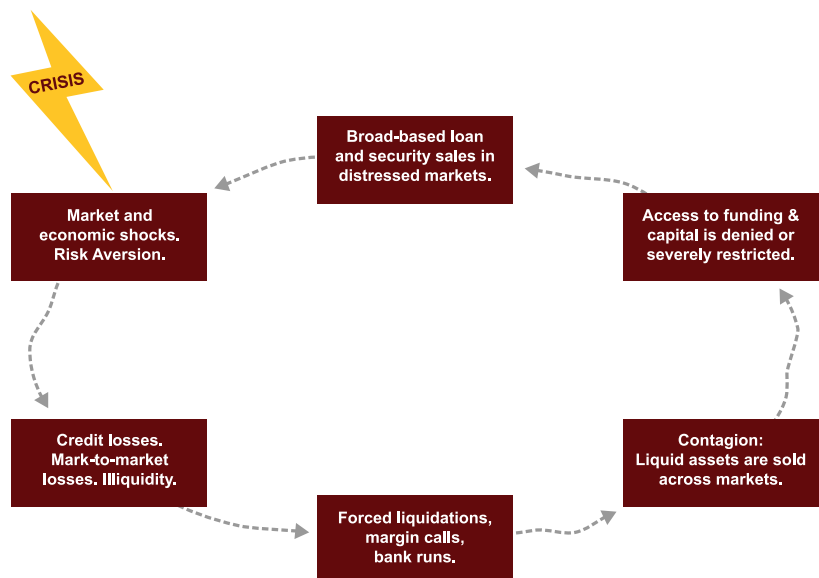 CRISIS
Broad-based loan
and security sales in
distressed markets.
Market and
economic shocks.
Risk Aversion.
Access to funding &
capital is denied or
severely restricted.
Credit losses.
Mark-to-market
losses. Illiquidity.
Contagion:
Liquid assets are sold
across markets.
Forced liquidations,
margin calls,
bank runs.